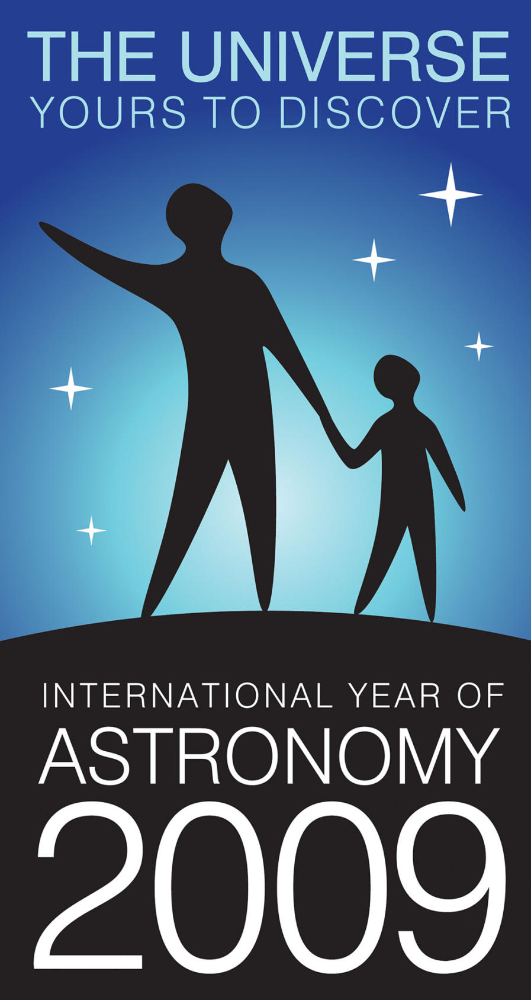 THE UNIVERSE
YOURS TO DISCOVER
INTERNATIONAL YEAR OF
ASTRONOMY
2009